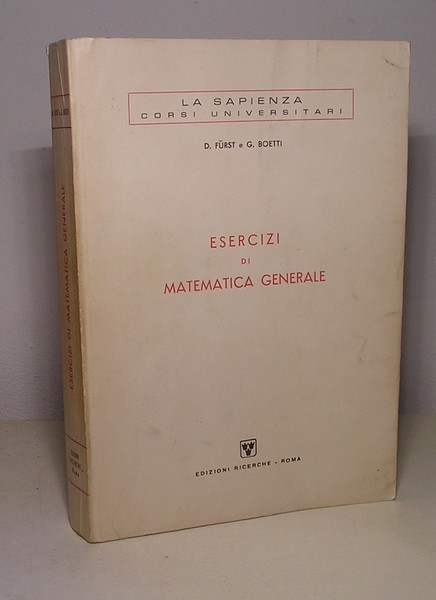 LA SAPIENZA
CORSI UNIVERSITARI
D. FÜRST e G. BOETTI
ESERCIZI
DI
MATEMATICA GENERALE
EDIZIONI RICERCHE - ROMA
ESERCIZI DI MATEMATICA GENERALE